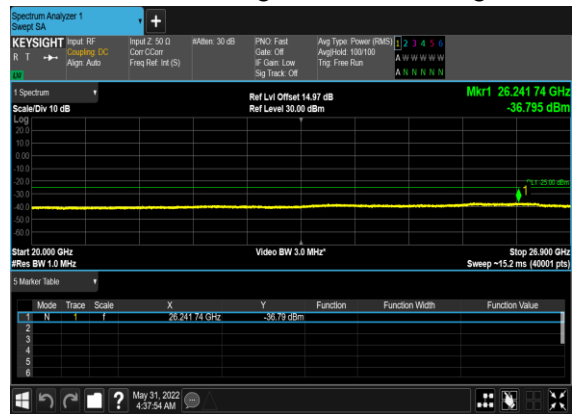 Spectrum Analyzer 1
Swept SA
+
KEYSIGHT Input: RF Input Z: 50 Ω #Atten: 30 dB PNO: Fast Avg Type: Power (RMS) 1 2 3 4 5 6
R T Coupling: DC Corr CCorr Gate: Off Avg|Hold: 100/100 A W W W W W
Align: Auto Freq Ref: Int (S) IF Gain: Low Trig: Free Run
Sig Track: Off A N N N N N
1 Spectrum Ref Lvl Offset 14.97 dB Mkr1 26.241 74 GHz
Scale/Div 10 dB Ref Level 30.00 dBm -36.795 dBm
Log
20.0
10.0
0.00
-10.0
-20.0
DL1 -25.00 dBm
1
-30.0
-40.0
-50.0
-60.0
Start 20.000 GHz Video BW 3.0 MHz* Stop 26.900 GHz
#Res BW 1.0 MHz Sweep ~15.2 ms (40001 pts)
5 Marker Table
Mode Trace Scale X Y Function Function Width Function Value
1 N 1 f 26.241 74 GHz -36.79 dBm
2
3
4
5
6
? May 31, 2022
4:37:54 AM